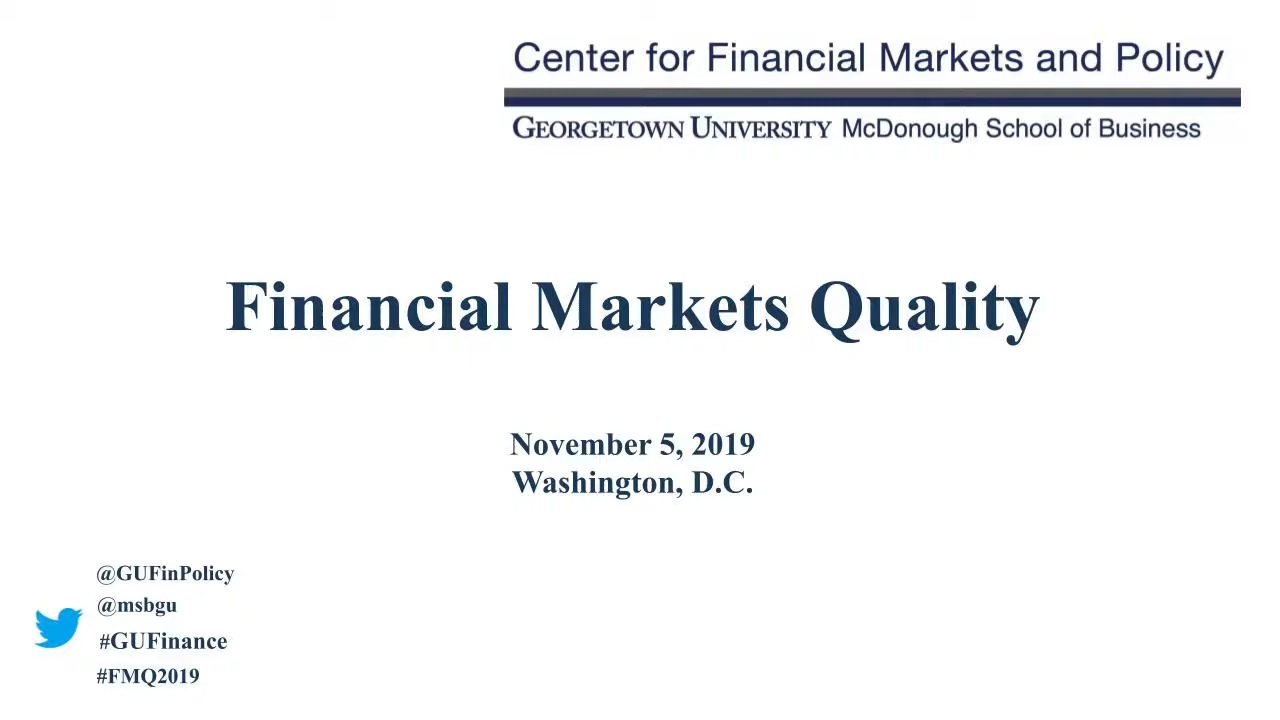 Center for Financial Markets and Policy
GEORGETOWN UNIVERSITY McDonough School of Business
Financial Markets Quality
November 5, 2019
Washington, D.C.
@GUFinPolicy
@msbgu
#GUFinance
#FMQ2019